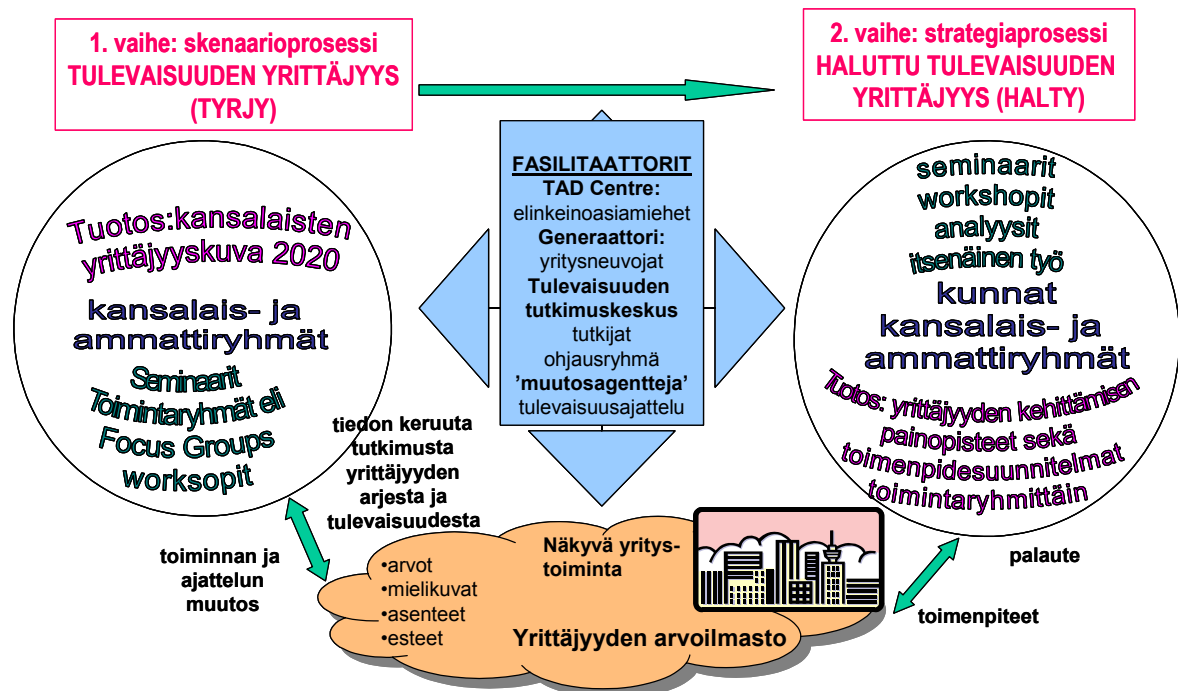 1. vaihe: skenaarioprosessi
TULEVAISUUDEN YRITTÄJYYS
(TYRJY)
2. vaihe: strategiaprosessi
HALUTTU TULEVAISUUDEN
YRITTÄJYYS (HALTY)
Tuotos:kansalaisten
yrittäjyyskuva 2020
kansalais- ja
ammattiryhmät
Seminaarit
Toimintaryhmät eli
Focus Groups
worksopit
FASILITAATTORIT
TAD Centre:
elinkeinoasiamiehet
Generaattori:
yritysneuvojat
Tulevaisuuden
tutkimuskeskus
tutkijat
ohjausryhmä
’muutosagentteja’
tulevaisuusajattelu
seminaarit
workshopit
analyysit
itsenäinen työ
kunnat
kansalais- ja
ammattiryhmät
Tuotos: yrittäjyyden kehittämisen
painopisteet sekä
toimenpidesuunnitelmat
toimintaryhmittäin
tiedon keruuta
tutkimusta
yrittäjyyden
arjesta ja
tulevaisuudesta
toiminnan ja
ajattelun
muutos
•arvot
•mielikuvat
•asenteet
•esteet
Näkyvä yritys-
toiminta
Yrittäjyyden arvoilmasto
palaute
toimenpiteet